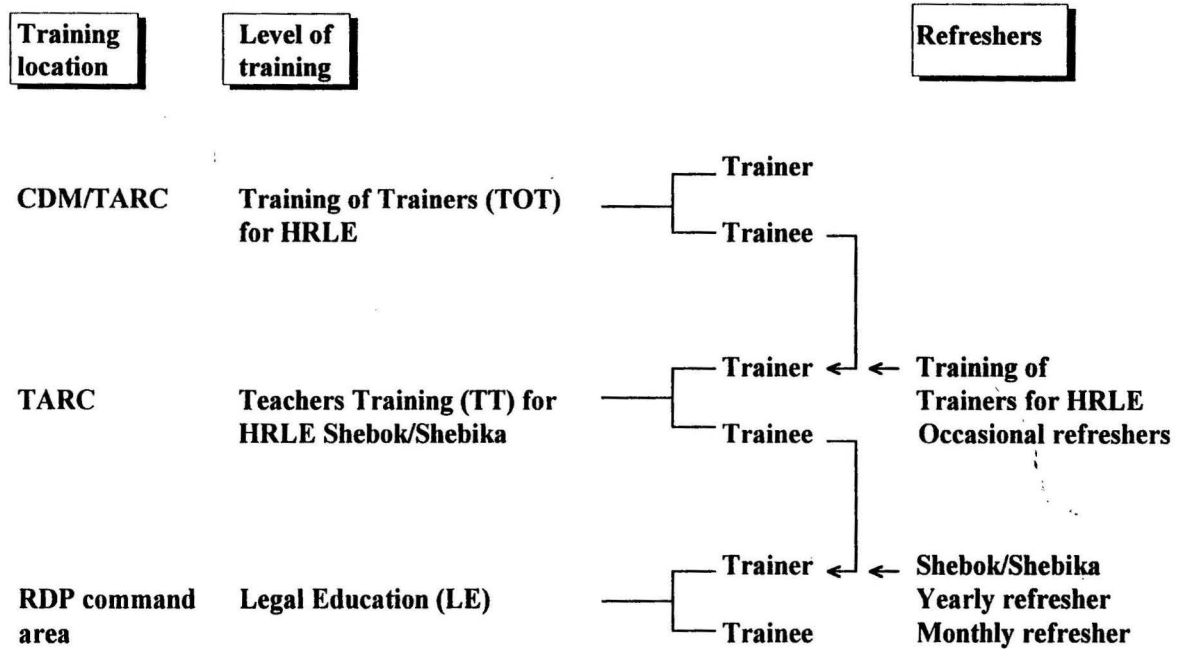 Training
location
Level of
training
Refreshers
CDM/TARC
Training of Trainers (TOT)
for HRLE
Trainer
Trainee
TARC
Teachers Training (TT) for
HRLE Shebok/Shebika
Trainer
Trainee
Training of
Trainers for HRLE
Occasional refreshers
RDP command
area
Legal Education (LE)
Trainer
Trainee
Shebok/Shebika
Yearly refresher
Monthly refresher